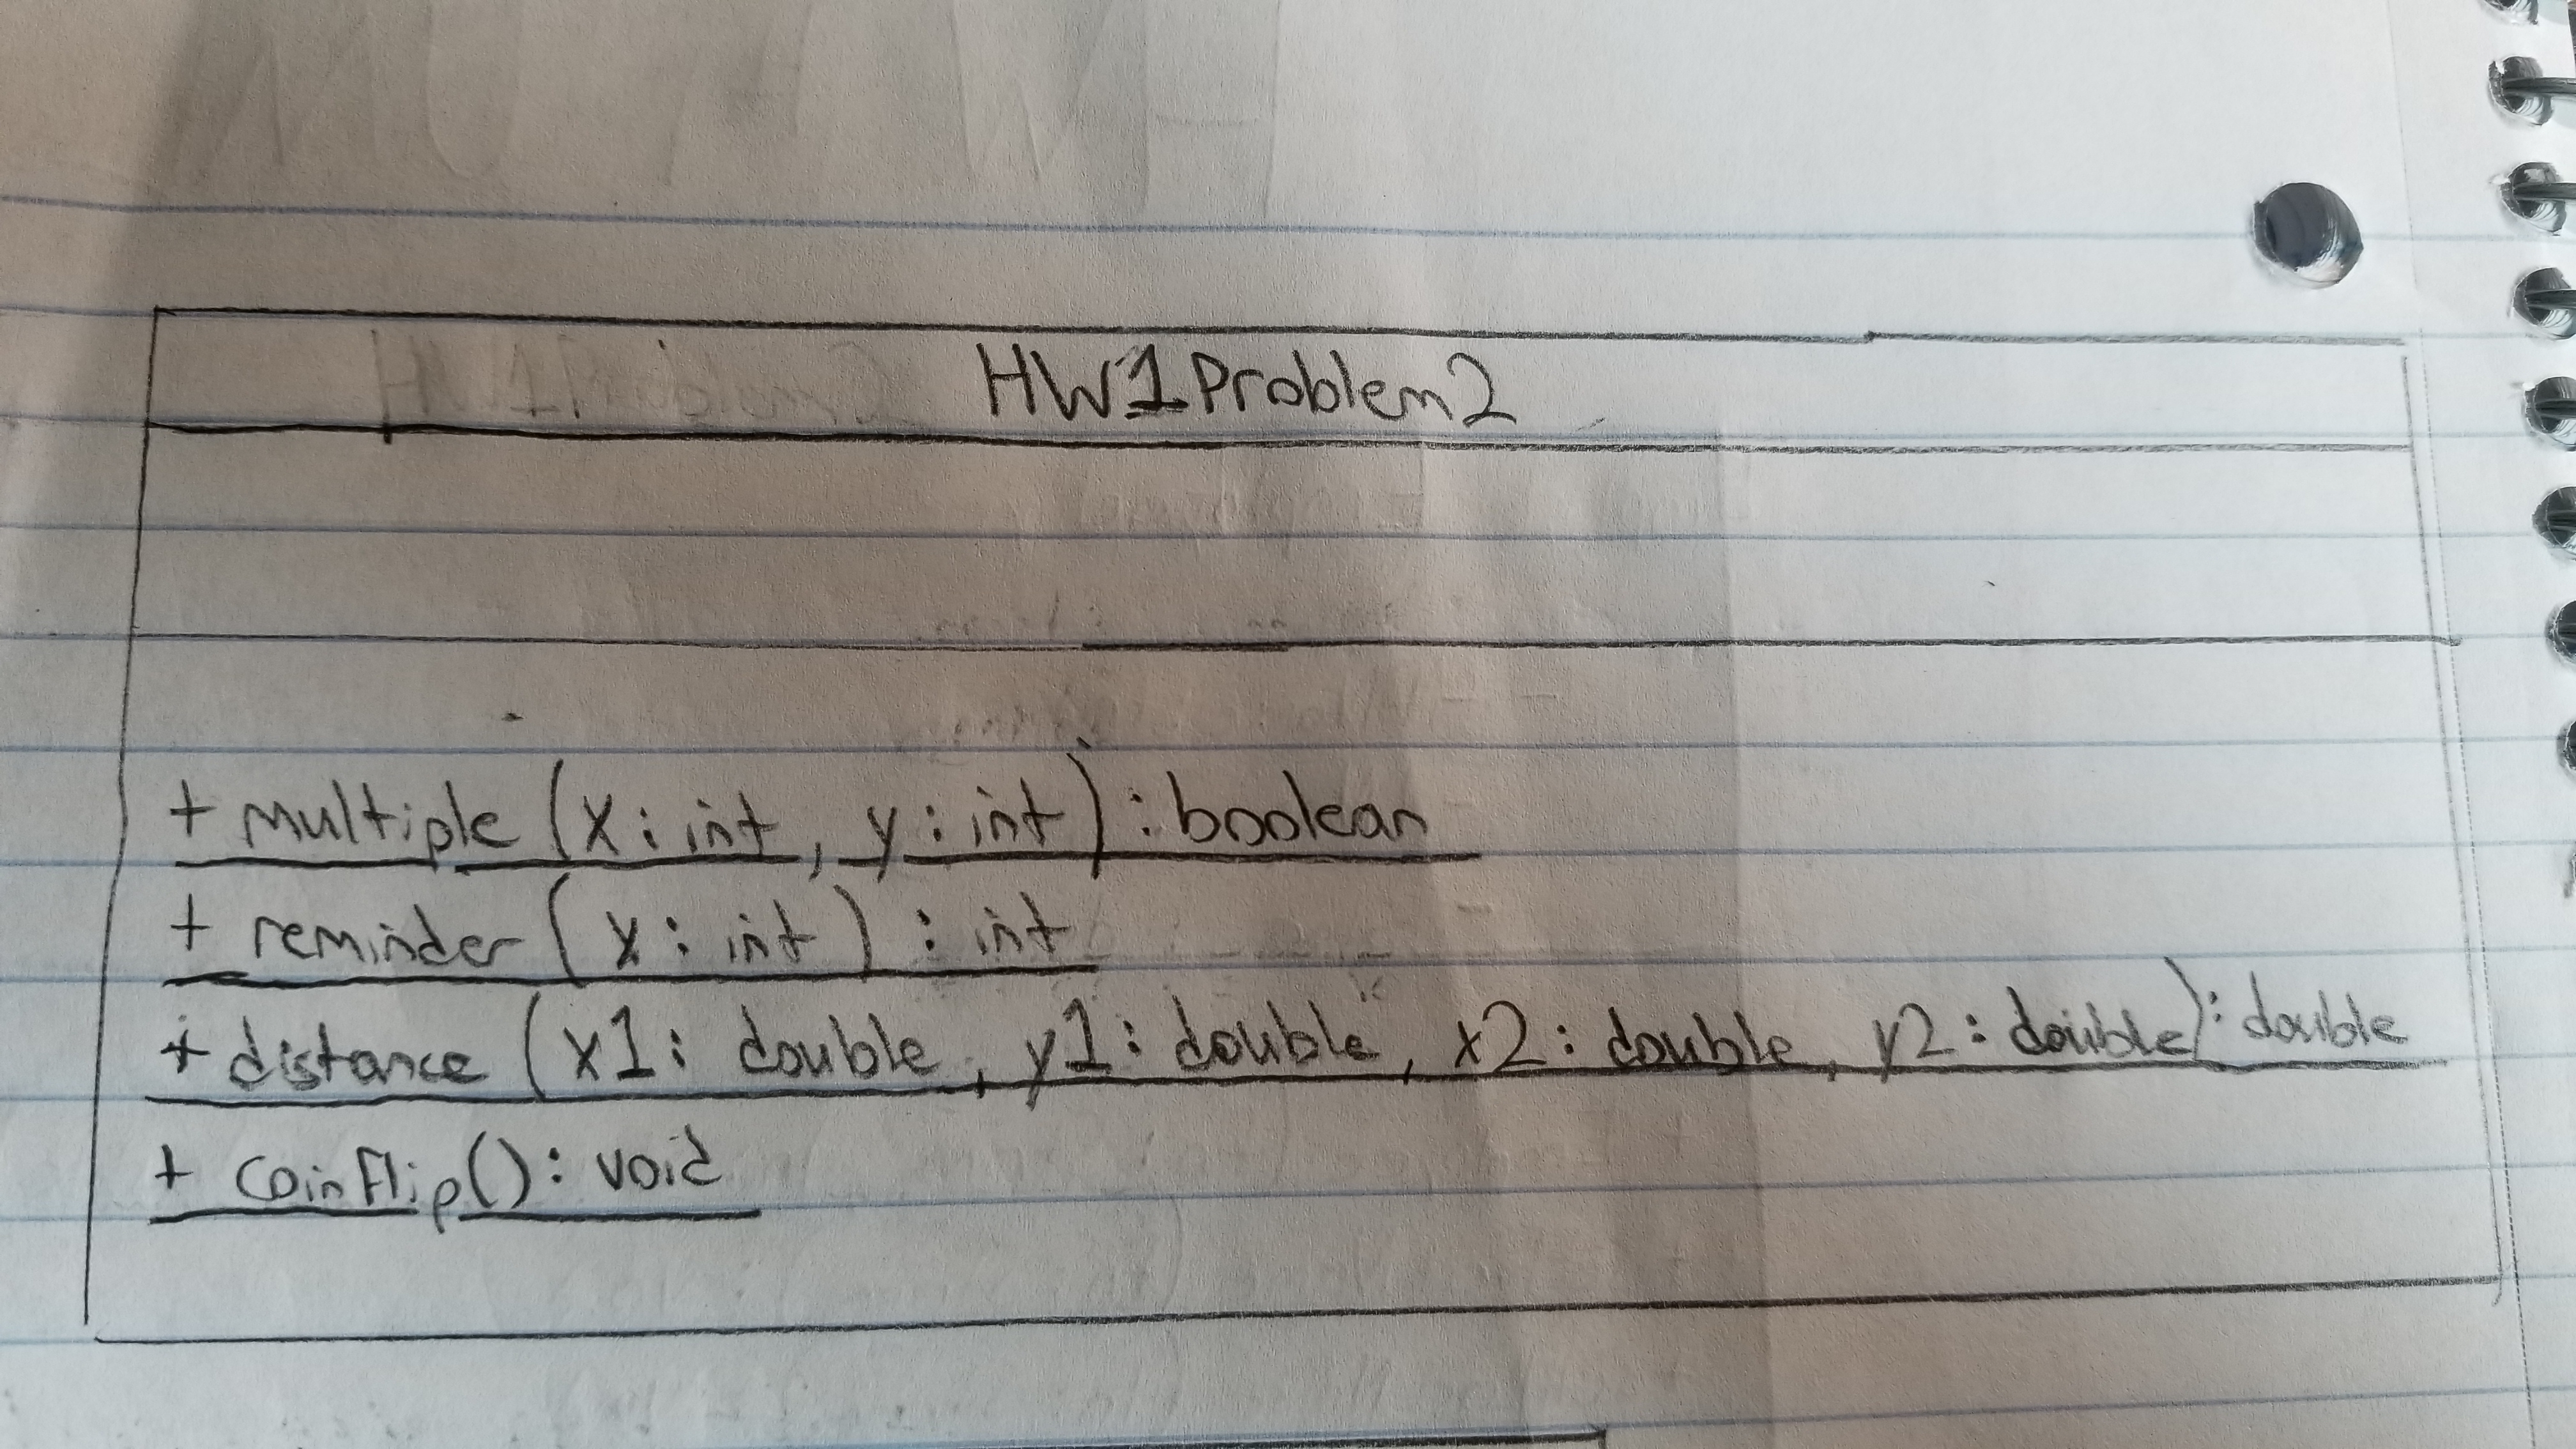 HW1Problem2
+ multiple (x: int, y: int) : boolean
+ reminder (x: int) : int
+ distance (x1: double, y1: double, x2: double, y2: double) : double
+ coinFlip() : void